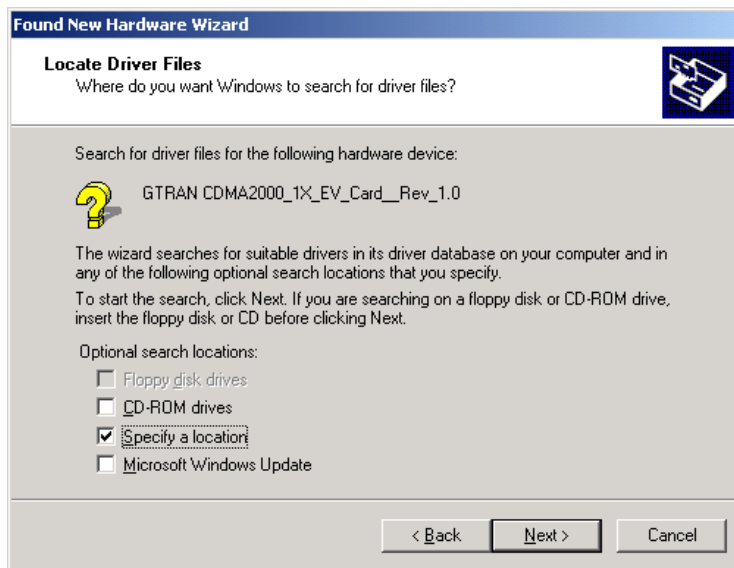 Found New Hardware Wizard
Locate Driver Files
Where do you want Windows to search for driver files?
Search for driver files for the following hardware device:
GTRAN CDMA2000_1X_EV_Card__Rev_1.0
The wizard searches for suitable drivers in its driver database on your computer and in
any of the following optional search locations that you specify.
To start the search, click Next. If you are searching on a floppy disk or CD-ROM drive,
insert the floppy disk or CD before clicking Next.
Optional search locations:
Floppy disk drives
CD-ROM drives
Specify a location
Microsoft Windows Update
< Back
Next >
Cancel